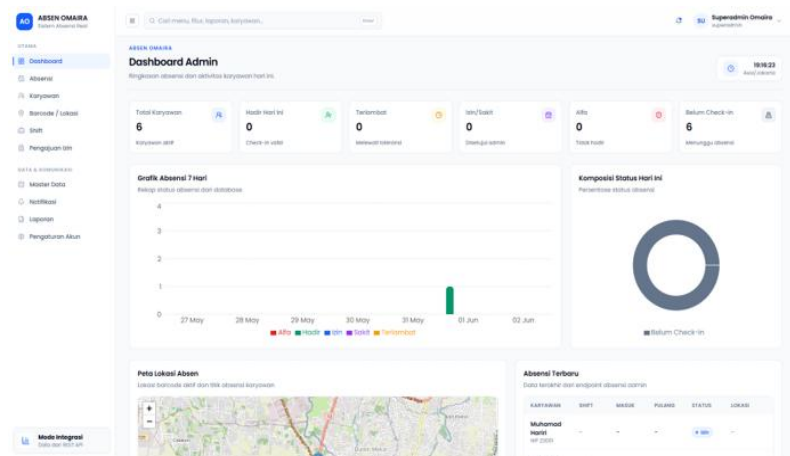 AO
ABSEN OMAIRA
Sistem Absensi Real
Cari menu, fitur, laporan, karyawan...
SU
Superadmin Omaira
superadmin
UTAMA
Dashboard
Absensi
Karyawan
Barcode / Lokasi
Shift
Pengajuan Izin
DATA & KOMUNIKASI
Master Data
Notifikasi
Laporan
Pengaturan Akun
Mode Integrasi
Data dari REST API
ABSEN OMAIRA
Dashboard Admin
Ringkasan absensi dan aktivitas karyawan hari ini.
19:16:23
Total Karyawan
6
Karyawan aktif
Hadir Hari Ini
0
Check-in valid
Terlambat
0
Melewati toleransi
Izin/Sakit
0
Disetujui admin
Alfa
0
Tidak hadir
Belum Check-in
6
Menunggu absensi
Grafik Absensi 7 Hari
Rekap status absensi dari database
4
3
2
1
0
27 May 28 May 29 May 30 May 31 May 01 Jun 02 Jun
Alfa Hadir Izin Sakit Terlambat
Komposisi Status Hari Ini
Persentase status absensi
Belum Check-in
Peta Lokasi Absen
Lokasi barcode aktif dan titik absensi karyawan
+
−
Absensi Terbaru
Data terakhir dari endpoint absensi admin
KARYAWAN SHIFT MASUK PULANG STATUS LOKASI
Muhamad
Hariri
- - - Izin -